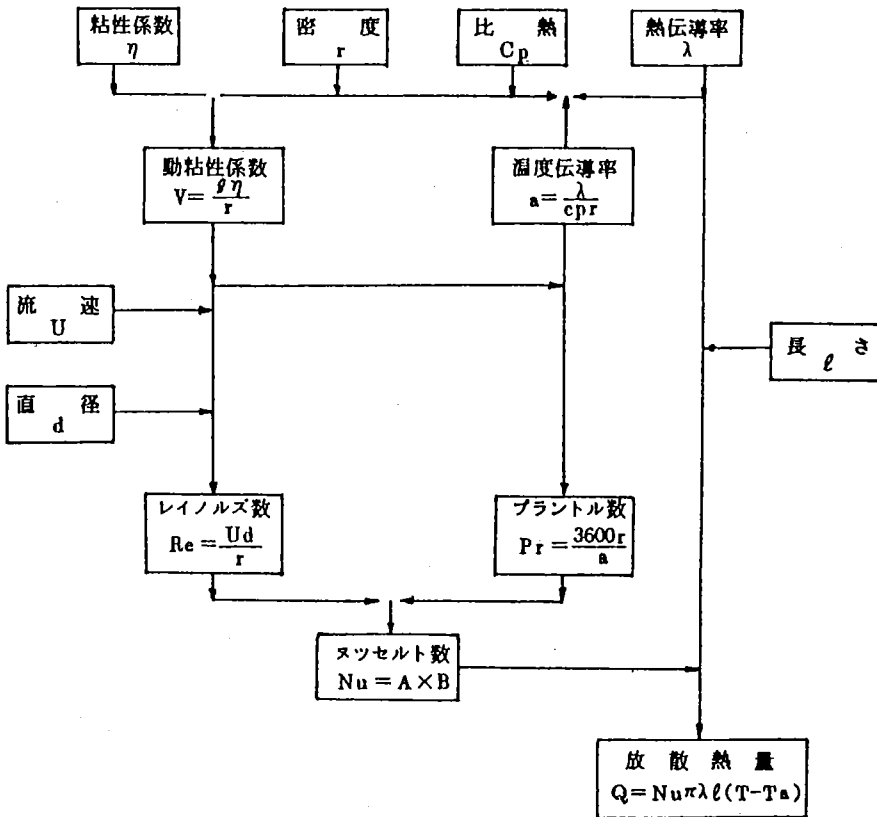 粘性係数
η
密 度
r
比 熱
Cp
熱伝導率
λ
動粘性係数
V=gη/r
温度伝導率
a=λ/cpr
流 速
U
長 さ
ℓ
直 径
d
レイノルズ数
Re=Ud/r
プラントル数
Pr=3600r/a
ヌツセルト数
Nu=A×B
放散熱量
Q=Nuπλℓ(T-Ta)